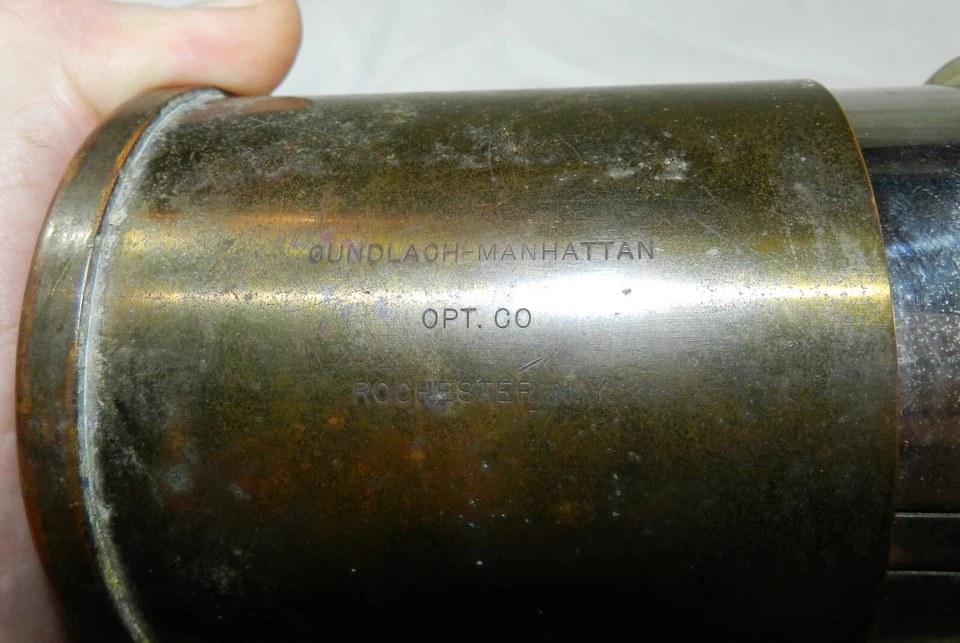 GUNDLACH-MANHATTAN
OPT. CO
ROCHESTER N.Y.